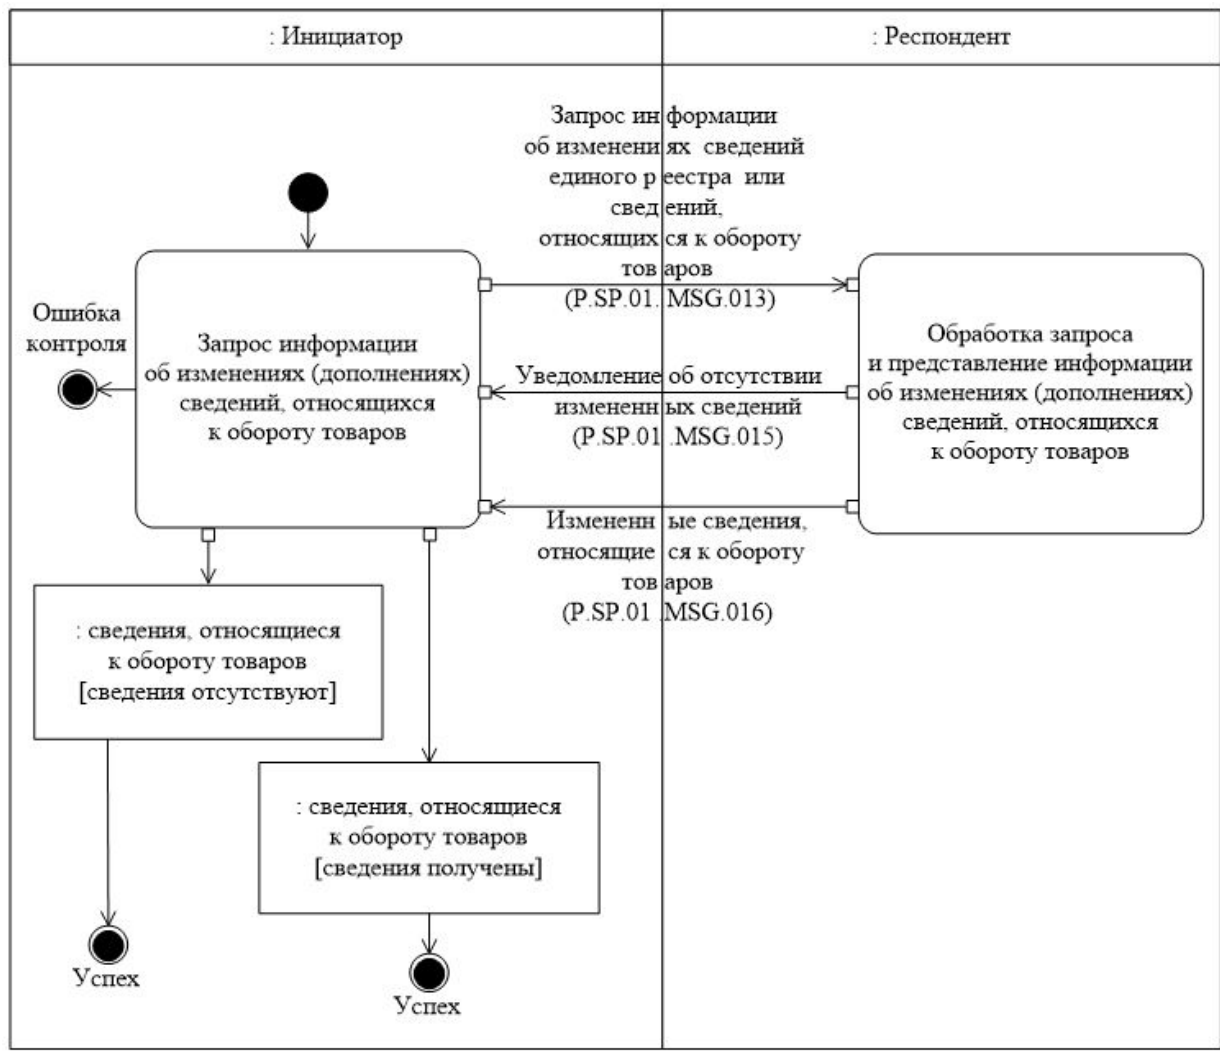 : Инициатор
: Респондент
Запрос информации
об изменениях сведений
единого реестра или
сведений,
относящихся к обороту
товаров
(P.SP.01. MSG.013)
Ошибка
контроля
Запрос информации
об изменениях (дополнениях)
сведений, относящихся
к обороту товаров
Уведомление об отсутствии
измененных сведений
(P.SP.01 .MSG.015)
Обработка запроса
и представление информации
об изменениях (дополнениях)
сведений, относящихся
к обороту товаров
Измененные сведения,
относящиеся к обороту
товаров
(P.SP.01 .MSG.016)
: сведения, относящиеся
к обороту товаров
[сведения отсутствуют]
: сведения, относящиеся
к обороту товаров
[сведения получены]
Успех
Успех